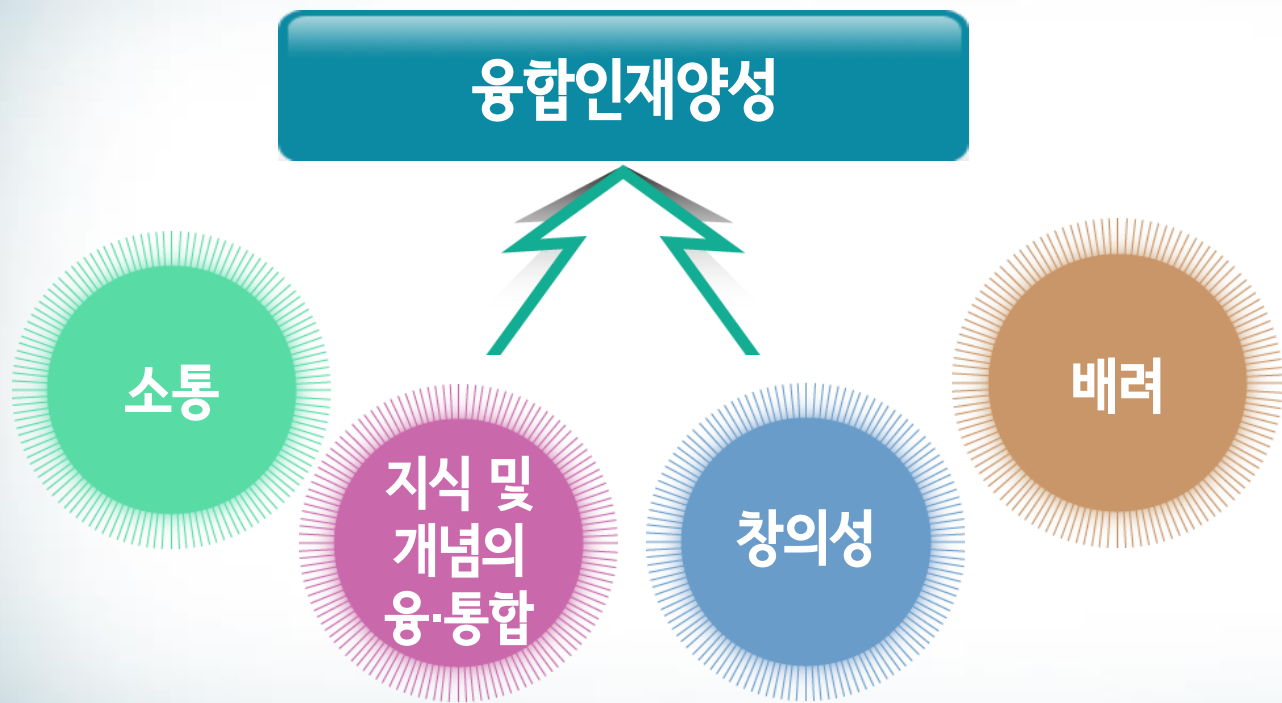 융합인재양성
소통
지식 및
개념의
융·통합
창의성
배려